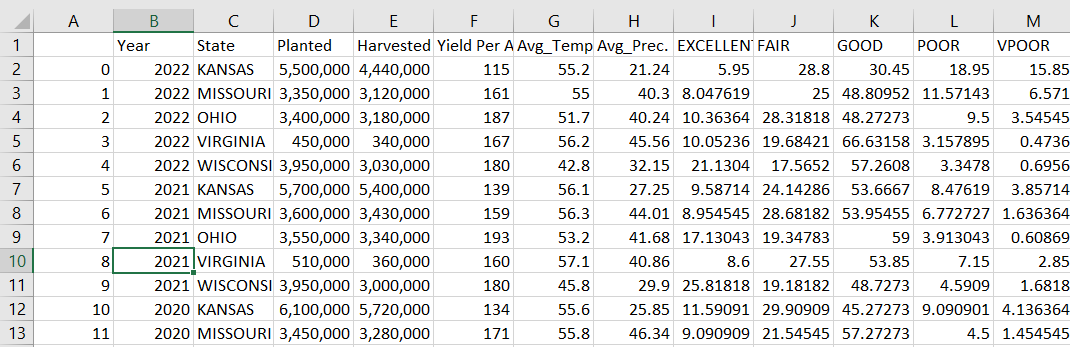 A B C D E F G H I J K L M
1 Year State Planted Harvested Yield Per A Avg_Temp Avg_Prec. EXCELLEN FAIR GOOD POOR VPOOR
2 0 2022 KANSAS 5,500,000 4,440,000 115 55.2 21.24 5.95 28.8 30.45 18.95 15.85
3 1 2022 MISSOURI 3,350,000 3,120,000 161 55 40.3 8.047619 25 48.80952 11.57143 6.571
4 2 2022 OHIO 3,400,000 3,180,000 187 51.7 40.24 10.36364 28.31818 48.27273 9.5 3.54545
5 3 2022 VIRGINIA 450,000 340,000 167 56.2 45.56 10.05236 19.68421 66.63158 3.157895 0.4736
6 4 2022 WISCONSI 3,950,000 3,030,000 180 42.8 32.15 21.1304 17.5652 57.2608 3.3478 0.6956
7 5 2021 KANSAS 5,700,000 5,400,000 139 56.1 27.25 9.58714 24.14286 53.6667 8.47619 3.85714
8 6 2021 MISSOURI 3,600,000 3,430,000 159 56.3 44.01 8.954545 28.68182 53.95455 6.772727 1.636364
9 7 2021 OHIO 3,550,000 3,340,000 193 53.2 41.68 17.13043 19.34783 59 3.913043 0.60869
10 8 2021 VIRGINIA 510,000 360,000 160 57.1 40.86 8.6 27.55 53.85 7.15 2.85
11 9 2021 WISCONSI 3,950,000 3,000,000 180 45.8 29.9 25.81818 19.18182 48.7273 4.5909 1.6818
12 10 2020 KANSAS 6,100,000 5,720,000 134 55.6 25.85 11.59091 29.90909 45.27273 9.090901 4.136364
13 11 2020 MISSOURI 3,450,000 3,280,000 171 55.8 46.34 9.090909 21.54545 57.27273 4.5 1.454545